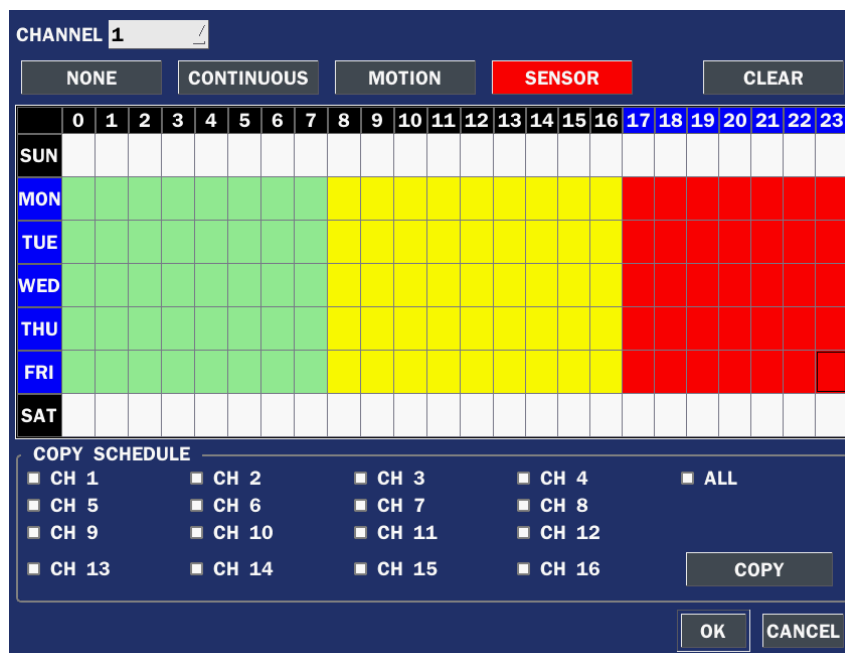 CHANNEL 1
NONE CONTINUOUS MOTION SENSOR CLEAR
0 1 2 3 4 5 6 7 8 9 10 11 12 13 14 15 16 17 18 19 20 21 22 23
SUN
MON
TUE
WED
THU
FRI
SAT
COPY SCHEDULE
CH 1 CH 2 CH 3 CH 4 ALL
CH 5 CH 6 CH 7 CH 8
CH 9 CH 10 CH 11 CH 12
CH 13 CH 14 CH 15 CH 16 COPY
OK CANCEL